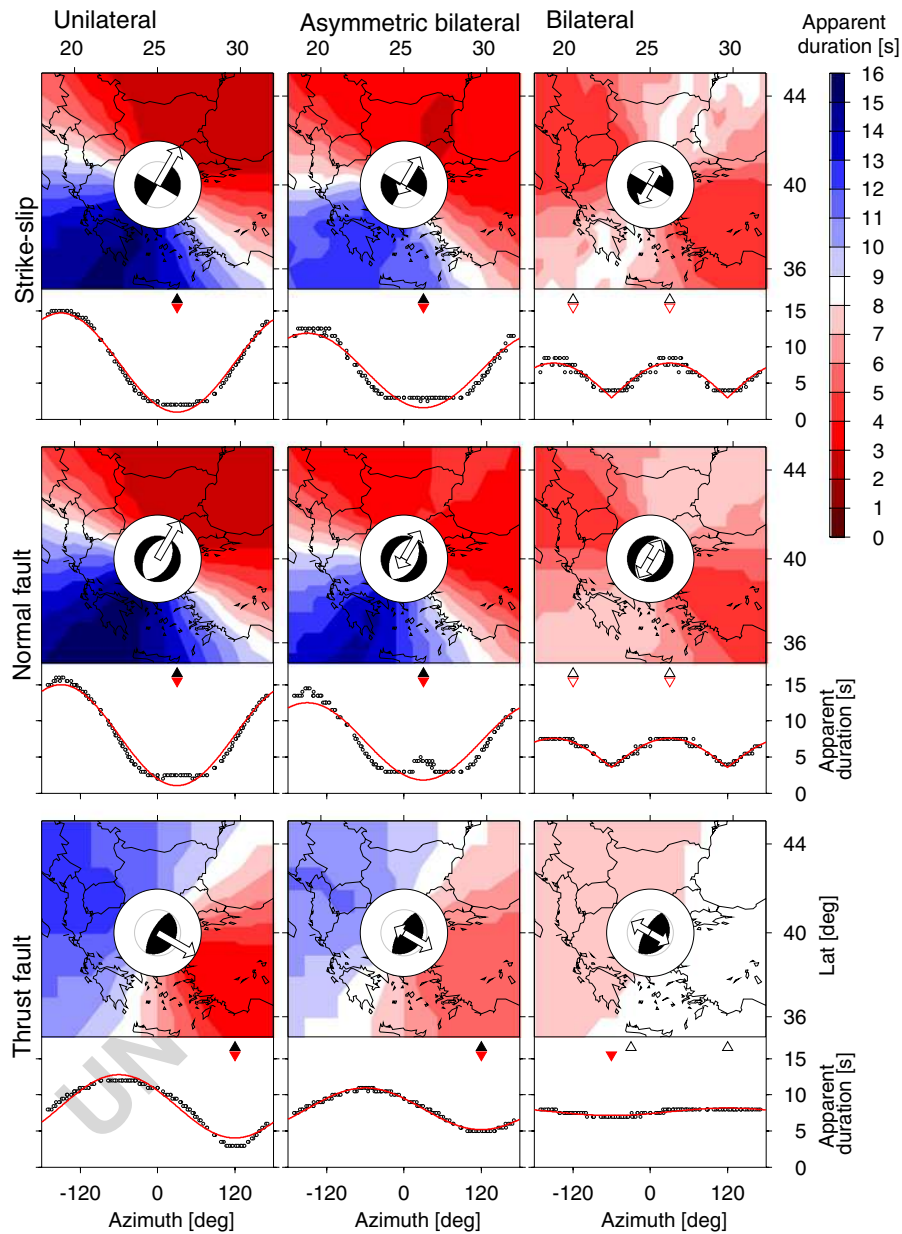 Unilateral
Asymmetric bilateral
Bilateral
Apparent
duration [s]
20 25 30
20 25 30
20 25 30
Strike-slip
44
40
36
16
15
14
13
12
11
10
9
8
7
6
5
4
3
2
1
0
15
10
5
0
Normal fault
44
40
36
15
10
5
0
Apparent
duration [s]
Thrust fault
44
40
36
Lat [deg]
UN
15
10
5
0
Apparent
duration [s]
-120 0 120
-120 0 120
-120 0 120
Azimuth [deg]
Azimuth [deg]
Azimuth [deg]